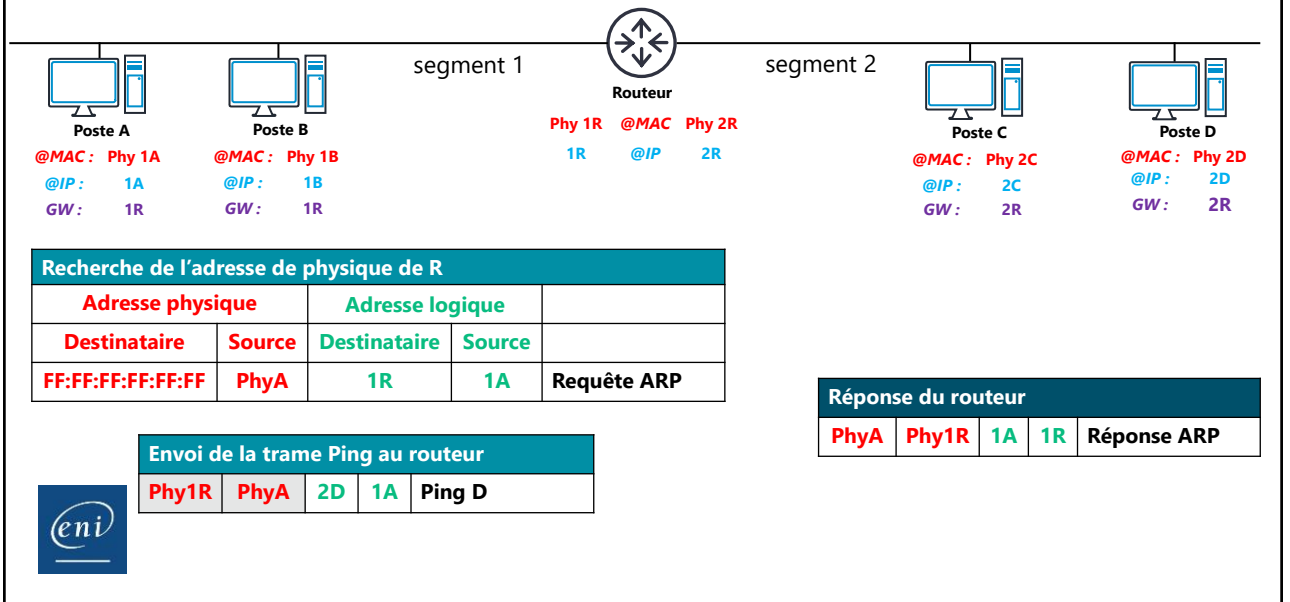 segment 1
segment 2
Routeur
Poste A
Poste B
Poste C
Poste D
Phy 1R @MAC Phy 2R
1R @IP 2R
@MAC : Phy 1A
@IP : 1A
GW : 1R
@MAC : Phy 1B
@IP : 1B
GW : 1R
@MAC : Phy 2C
@IP : 2C
GW : 2R
@MAC : Phy 2D
@IP : 2D
GW : 2R
Recherche de l’adresse de physique de R
Adresse physique Adresse logique
Destinataire Source Destinataire Source
FF:FF:FF:FF:FF:FF PhyA 1R 1A Requête ARP
Réponse du routeur
PhyA Phy1R 1A 1R Réponse ARP
Envoi de la trame Ping au routeur
Phy1R PhyA 2D 1A Ping D
eni